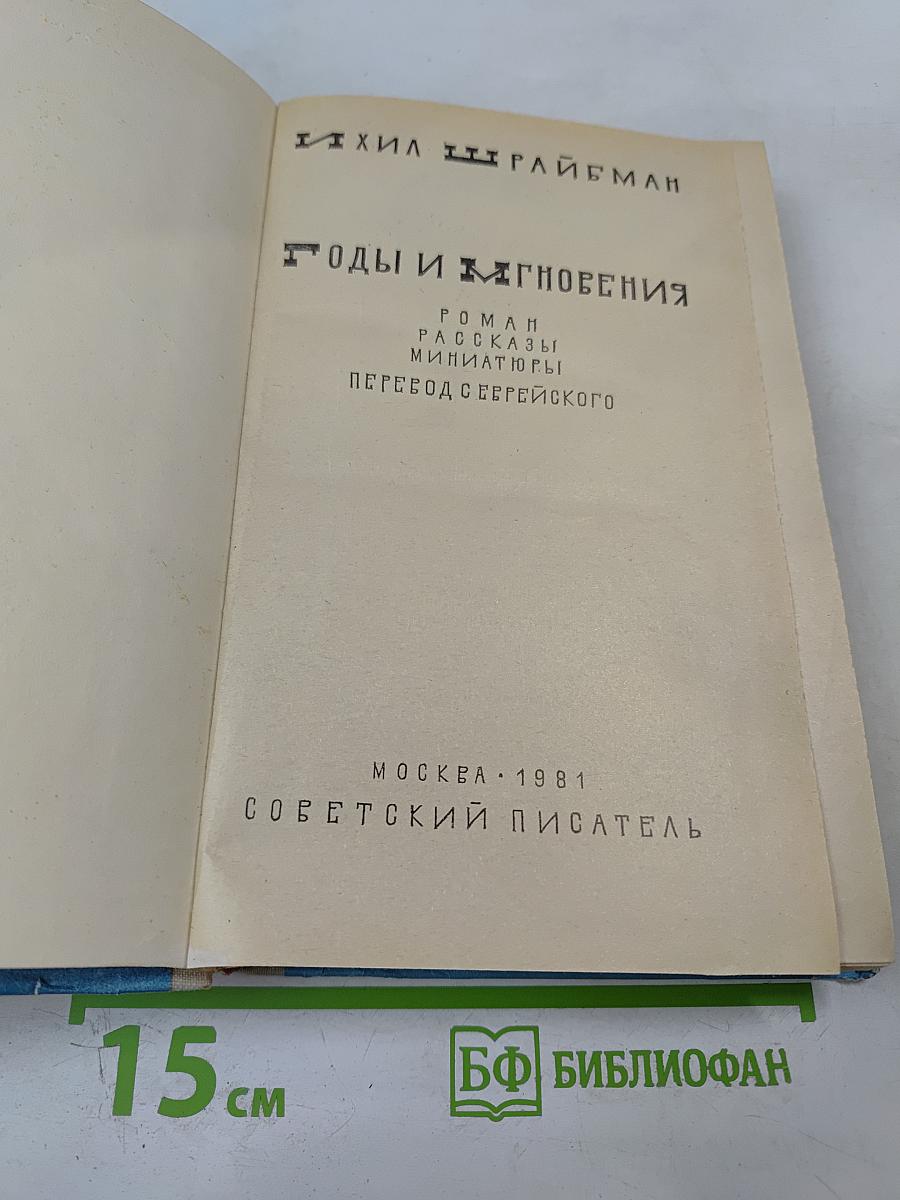 Ихил Шрайбман
Годы и Мгновения
РОМАН
РАССКАЗЫ
МИНИАТЮРЫ
ПЕРЕВОД С ЕВРЕЙСКОГО
МОСКВА · 1981
СОВЕТСКИЙ ПИСАТЕЛЬ
15 см
БФ БИБЛИОФАН